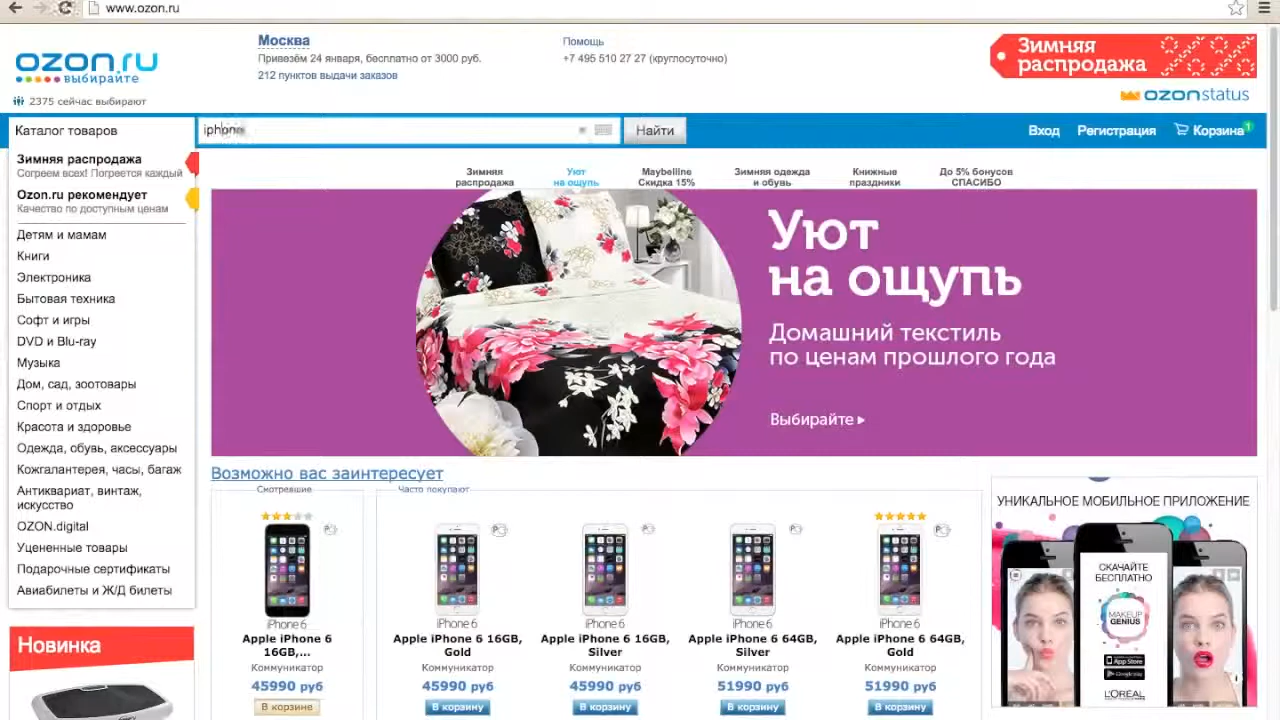 www.ozon.ru
ozon.ru
выбирайте
2375 сейчас выбирают
Москва
Привезём 24 января, бесплатно от 3000 руб.
212 пунктов выдачи заказов
Помощь
+7 495 510 27 27 (круглосуточно)
Зимняя
распродажа
%%%
ozonstatus
Каталог товаров
iphone
Найти
Вход
Регистрация
Корзина 1
Зимняя распродажа
Согреем всех! Погреется каждый
Ozon.ru рекомендует
Качество по доступным ценам
Детям и мамам
Книги
Электроника
Бытовая техника
Софт и игры
DVD и Blu-ray
Музыка
Дом, сад, зоотовары
Спорт и отдых
Красота и здоровье
Одежда, обувь, аксессуары
Кожгалантерея, часы, багаж
Антиквариат, винтаж,
искусство
OZON.digital
Уцененные товары
Подарочные сертификаты
Авиабилеты и Ж/Д билеты
Новинка
Зимняя
распродажа
Уют
на ощупь
Maybelline
Скидка 15%
Зимняя одежда
и обувь
Книжные
праздники
До 5% бонусов
СПАСИБО
Уют
на ощупь
Домашний текстиль
по ценам прошлого года
Выбирайте
Возможно вас заинтересует
Смотревшие
Часто покупают
iPhone 6
Apple iPhone 6
16GB,...
Коммуникатор
45990 руб
В корзине
iPhone 6
Apple iPhone 6 16GB,
Gold
Коммуникатор
45990 руб
В корзину
iPhone 6
Apple iPhone 6 16GB,
Silver
Коммуникатор
45990 руб
В корзину
iPhone 6
Apple iPhone 6 64GB,
Silver
Коммуникатор
51990 руб
В корзину
iPhone 6
Apple iPhone 6 64GB,
Gold
Коммуникатор
51990 руб
В корзину
УНИКАЛЬНОЕ МОБИЛЬНОЕ ПРИЛОЖЕНИЕ
СКАЧАЙТЕ
БЕСПЛАТНО
MAKEUP
GENIUS
App Store
Google play
L'ORÉAL